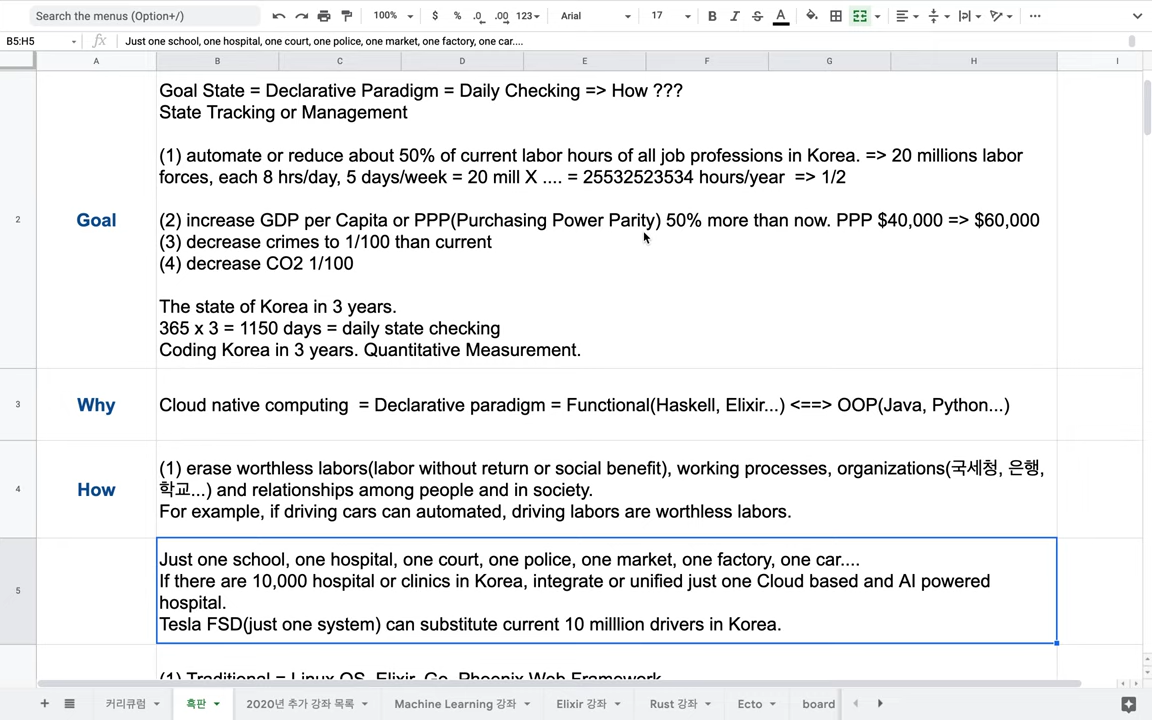 Search the menus (Option+/)
100%
$ % .0 .00 123
Arial
17
B I S A
B5:H5
fx
Just one school, one hospital, one court, one police, one market, one factory, one car....
A B C D E F G H I
2
Goal
Goal State = Declarative Paradigm = Daily Checking => How ???
State Tracking or Management
(1) automate or reduce about 50% of current labor hours of all job professions in Korea. => 20 millions labor
forces, each 8 hrs/day, 5 days/week = 20 mill X .... = 25532523534 hours/year => 1/2
(2) increase GDP per Capita or PPP(Purchasing Power Parity) 50% more than now. PPP $40,000 => $60,000
(3) decrease crimes to 1/100 than current
(4) decrease CO2 1/100
The state of Korea in 3 years.
365 x 3 = 1150 days = daily state checking
Coding Korea in 3 years. Quantitative Measurement.
3
Why
Cloud native computing = Declarative paradigm = Functional(Haskell, Elixir...) <==> OOP(Java, Python...)
4
How
(1) erase worthless labors(labor without return or social benefit), working processes, organizations(국세청, 은행,
학교...) and relationships among people and in society.
For example, if driving cars can automated, driving labors are worthless labors.
5
Just one school, one hospital, one court, one police, one market, one factory, one car....
If there are 10,000 hospital or clinics in Korea, integrate or unified just one Cloud based and AI powered
hospital.
Tesla FSD(just one system) can substitute current 10 milllion drivers in Korea.
(1) Traditional = Linux OS, Elixir, Go, Phoenix Web Framework
커리큘럼
흑판
2020년 추가 강좌 목록
Machine Learning 강좌
Elixir 강좌
Rust 강좌
Ecto
board